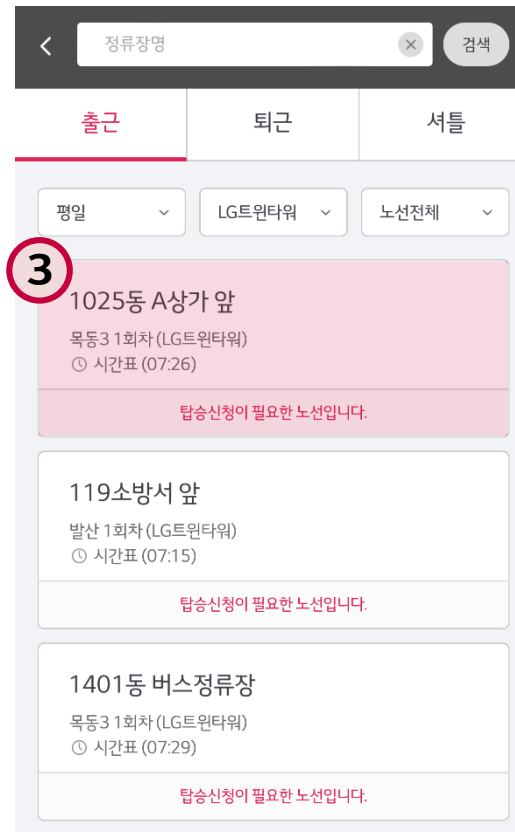 정류장명
검색
출근 퇴근 셔틀
평일 LG트윈타워 노선전체
3
1025동 A상가 앞
목동3 1회차 (LG트윈타워)
시간표 (07:26)
탑승신청이 필요한 노선입니다.
119소방서 앞
발산 1회차 (LG트윈타워)
시간표 (07:15)
탑승신청이 필요한 노선입니다.
1401동 버스정류장
목동3 1회차 (LG트윈타워)
시간표 (07:29)
탑승신청이 필요한 노선입니다.